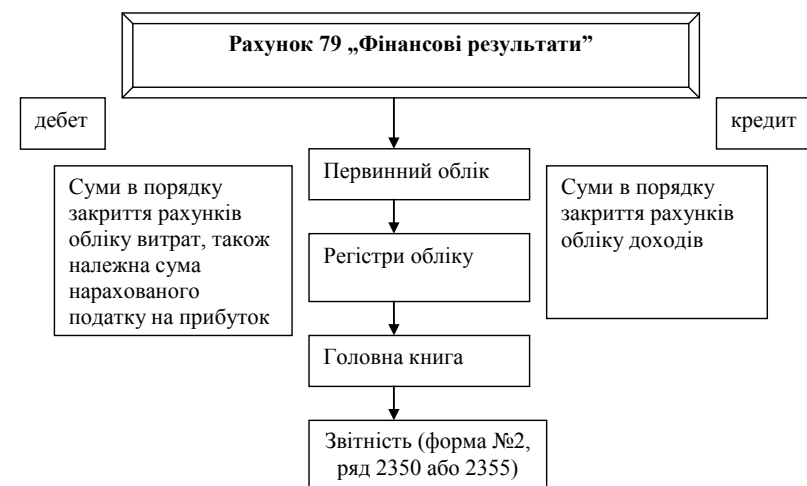 Рахунок 79 „Фінансові результати”
дебет
кредит
Первинний облік
Суми в порядку
закриття рахунків
обліку витрат, також
належна сума
нарахованого
податку на прибуток
Суми в порядку
закриття рахунків
обліку доходів
Регістри обліку
Головна книга
Звітність (форма №2,
ряд 2350 або 2355)